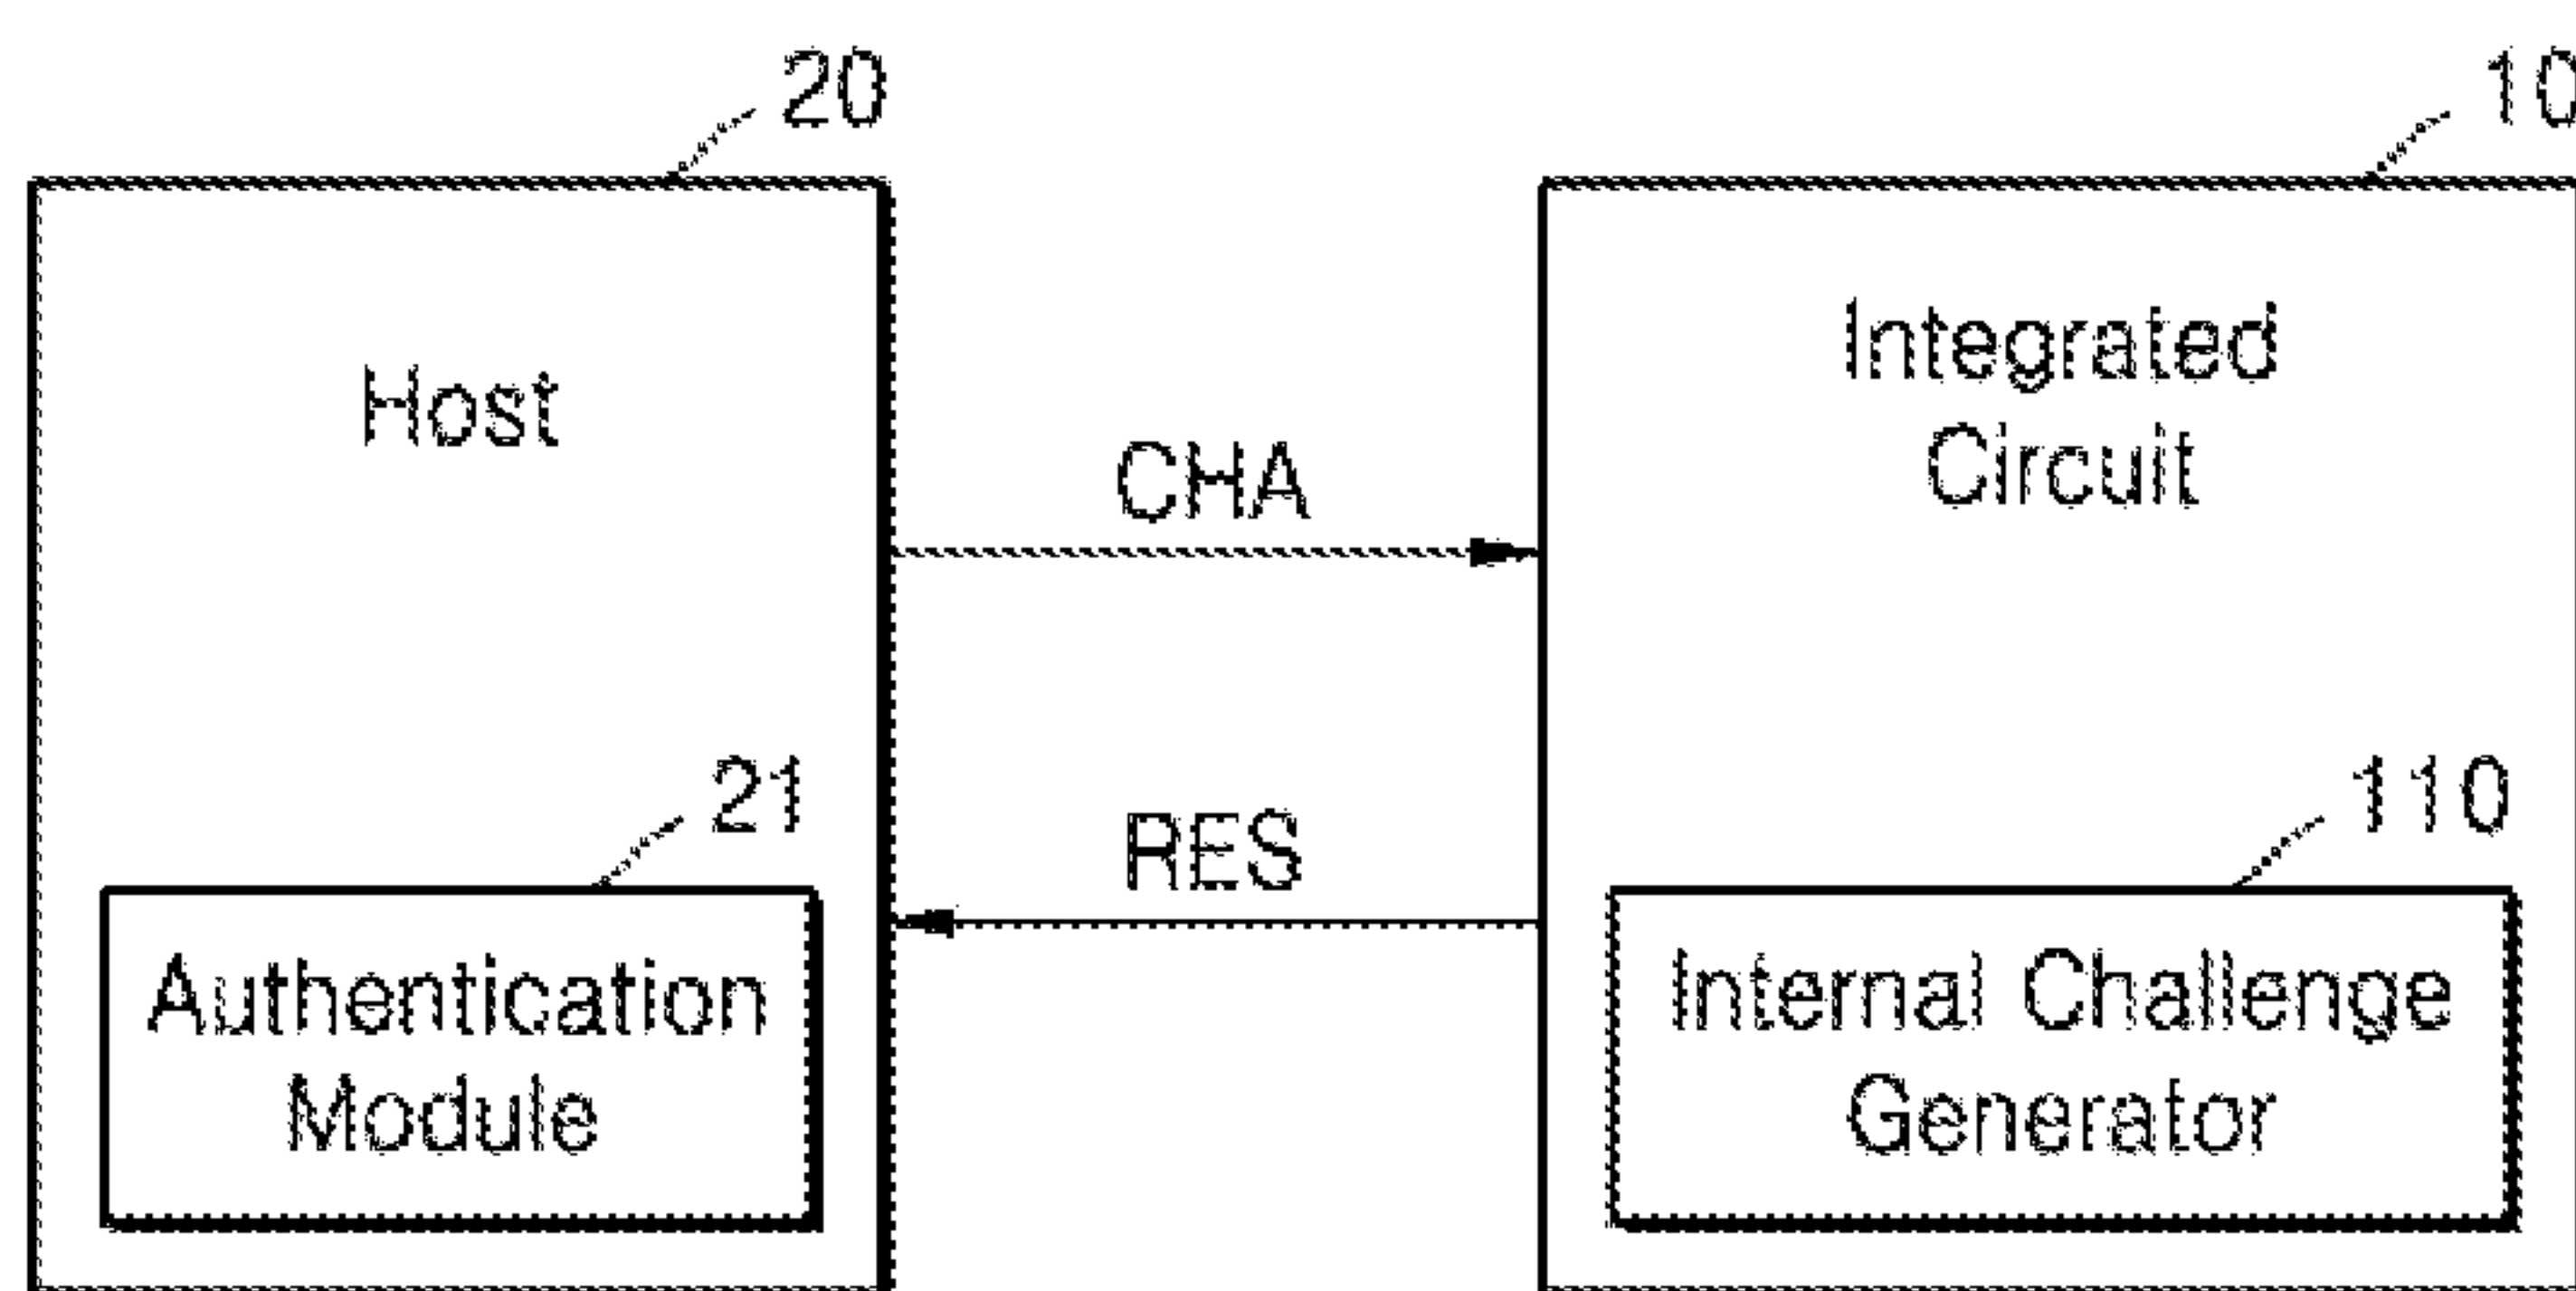 20
10
Host
Integrated
Circuit
CHA
21
110
RES
Authentication
Module
Internal Challenge
Generator